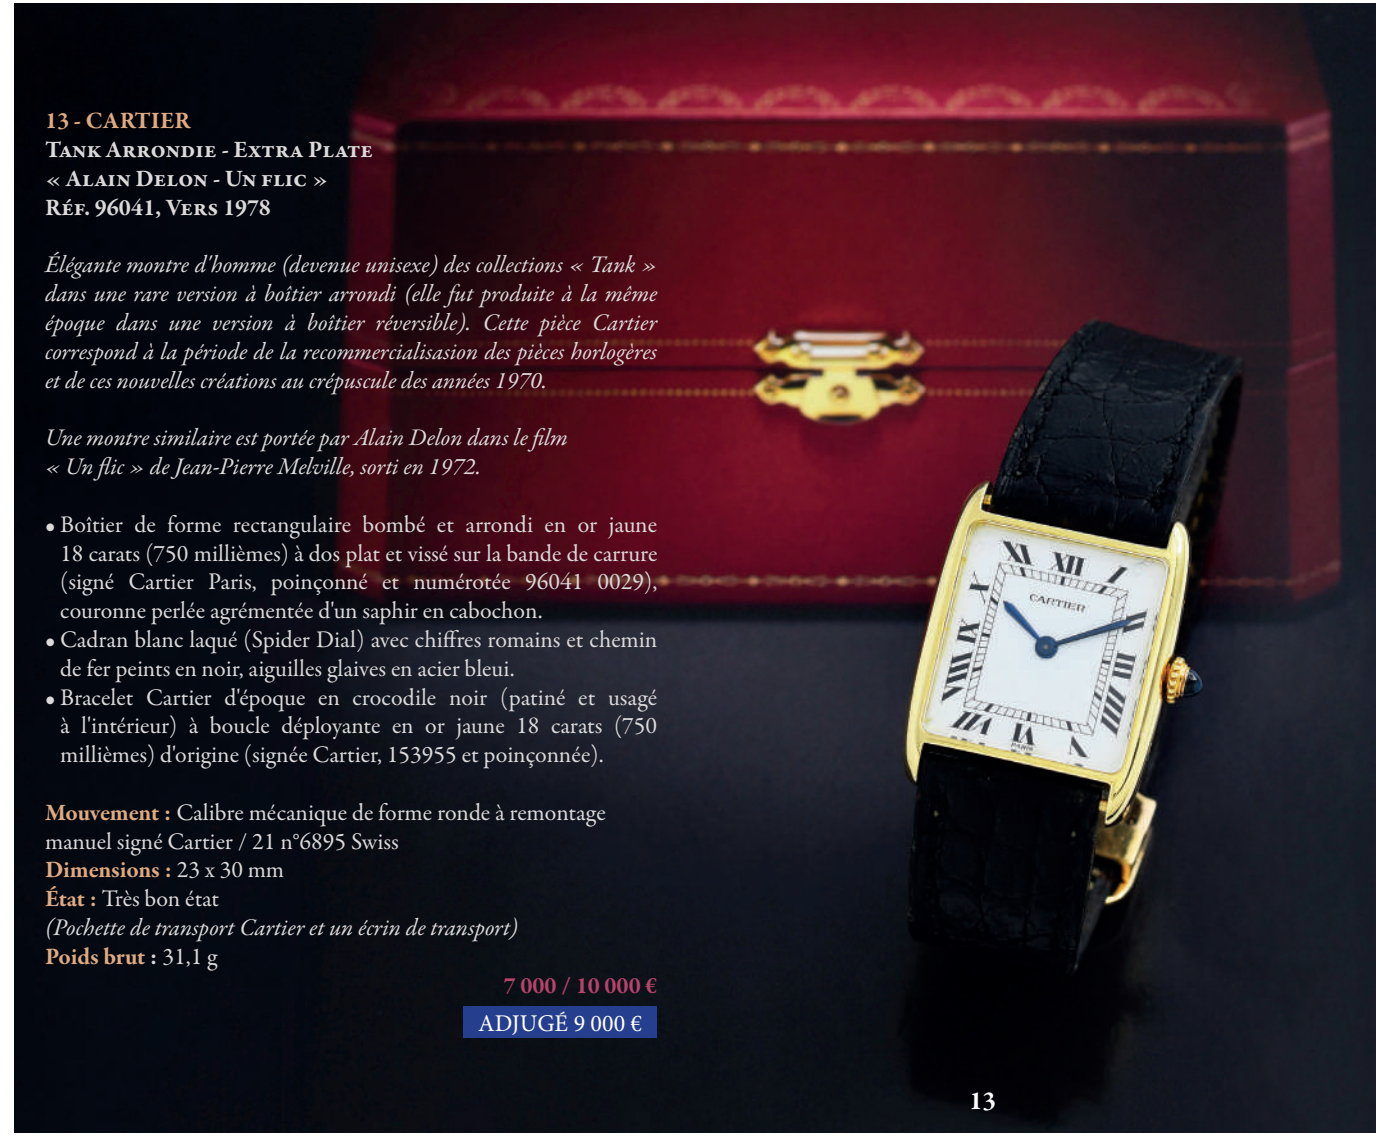 13 - CARTIER
Tank Arrondie - Extra Plate
« Alain Delon - Un flic »
Réf. 96041, Vers 1978
Élégante montre d'homme (devenue unisexe) des collections « Tank »
dans une rare version à boîtier arrondi (elle fut produite à la même
époque dans une version à boîtier réversible). Cette pièce Cartier
correspond à la période de la recommercialisasion des pièces horlogères
et de ces nouvelles créations au crépuscule des années 1970.
Une montre similaire est portée par Alain Delon dans le film
« Un flic » de Jean-Pierre Melville, sorti en 1972.
• Boîtier de forme rectangulaire bombé et arrondi en or jaune
18 carats (750 millièmes) à dos plat et vissé sur la bande de carrure
(signé Cartier Paris, poinçonné et numérotée 96041 0029),
couronne perlée agrémentée d'un saphir en cabochon.
• Cadran blanc laqué (Spider Dial) avec chiffres romains et chemin
de fer peints en noir, aiguilles glaives en acier bleui.
• Bracelet Cartier d'époque en crocodile noir (patiné et usagé
à l'intérieur) à boucle déployante en or jaune 18 carats (750
millièmes) d'origine (signée Cartier, 153955 et poinçonnée).
Mouvement : Calibre mécanique de forme ronde à remontage
manuel signé Cartier / 21 n°6895 Swiss
Dimensions : 23 x 30 mm
État : Très bon état
(Pochette de transport Cartier et un écrin de transport)
Poids brut : 31,1 g
7 000 / 10 000 €
ADJUGÉ 9 000 €
XI XII I
X
CARTIER
II
IX
III
VIII
IIII
VII VI V
PARIS
13